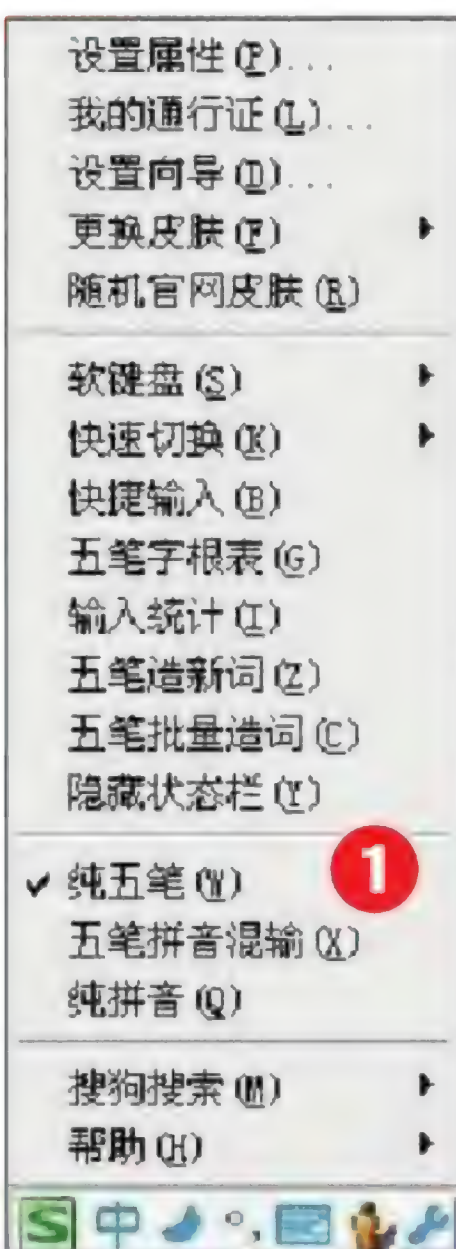 设置属性(P)...
我的通行证(L)...
设置向导(D)...
更换皮肤(F)
随机官网皮肤(R)
软键盘(S)
快速切换(K)
快捷输入(B)
五笔字根表(G)
输入统计(I)
五笔造新词(Z)
五笔批量造词(C)
隐藏状态栏(Y)
1
纯五笔(W)
五笔拼音混输(X)
纯拼音(Q)
搜狗搜索(M)
帮助(H)
S 中 °,